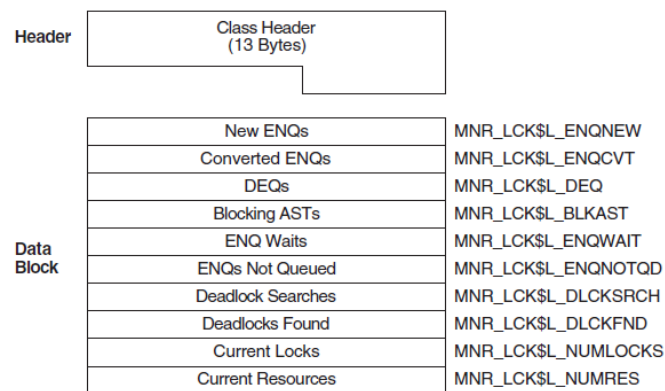 Header
Class Header
(13 Bytes)
New ENQs MNR_LCK$L_ENQNEW
Converted ENQs MNR_LCK$L_ENQCVT
DEQs MNR_LCK$L_DEQ
Blocking ASTs MNR_LCK$L_BLKAST
Data
Block
ENQ Waits MNR_LCK$L_ENQWAIT
ENQs Not Queued MNR_LCK$L_ENQNOTQD
Deadlock Searches MNR_LCK$L_DLCKSRCH
Deadlocks Found MNR_LCK$L_DLCKFND
Current Locks MNR_LCK$L_NUMLOCKS
Current Resources MNR_LCK$L_NUMRES